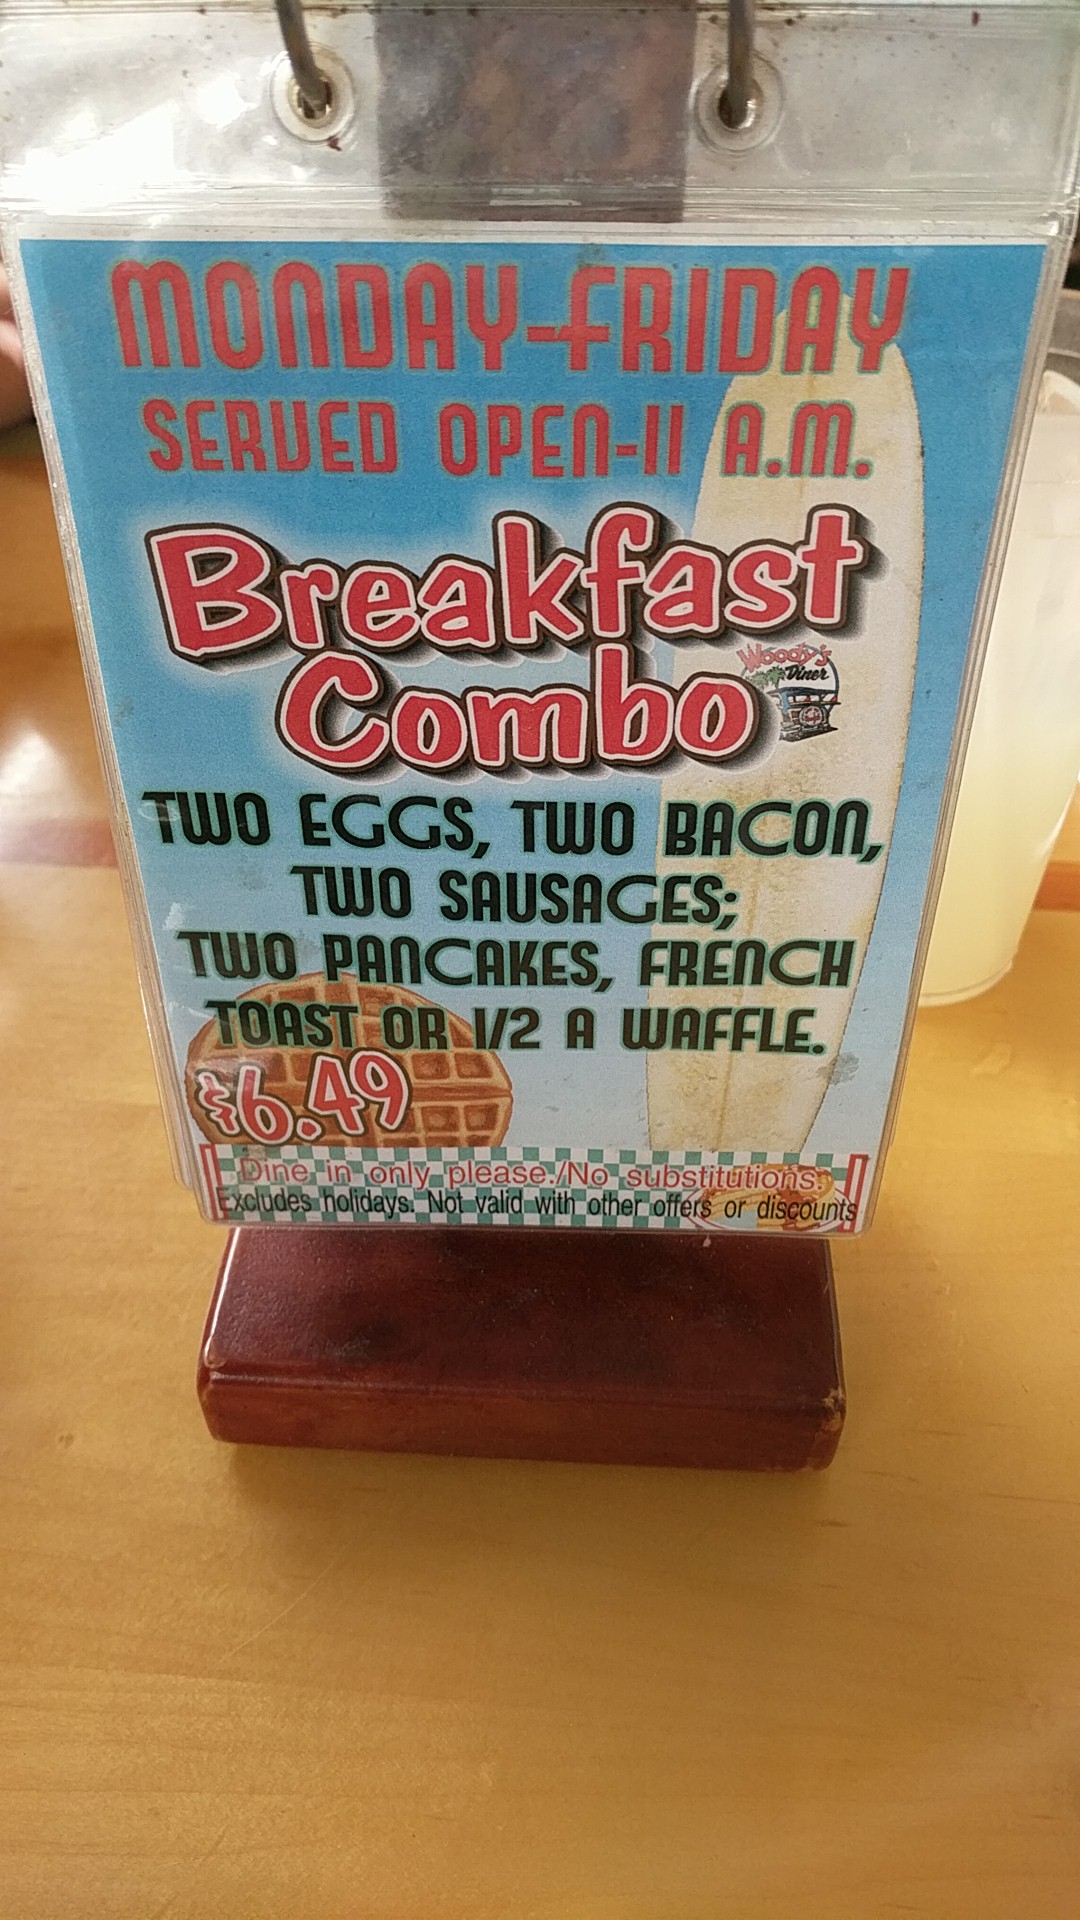 MONDAY-FRIDAY
SERVED OPEN-11 A.M.
Breakfast
Combo
Woody's
Diner
TWO EGGS, TWO BACON,
TWO SAUSAGES;
TWO PANCAKES, FRENCH
TOAST OR 1/2 A WAFFLE.
$6.49
Dine in only please./No substitutions.
Excludes holidays. Not valid with other offers or discounts